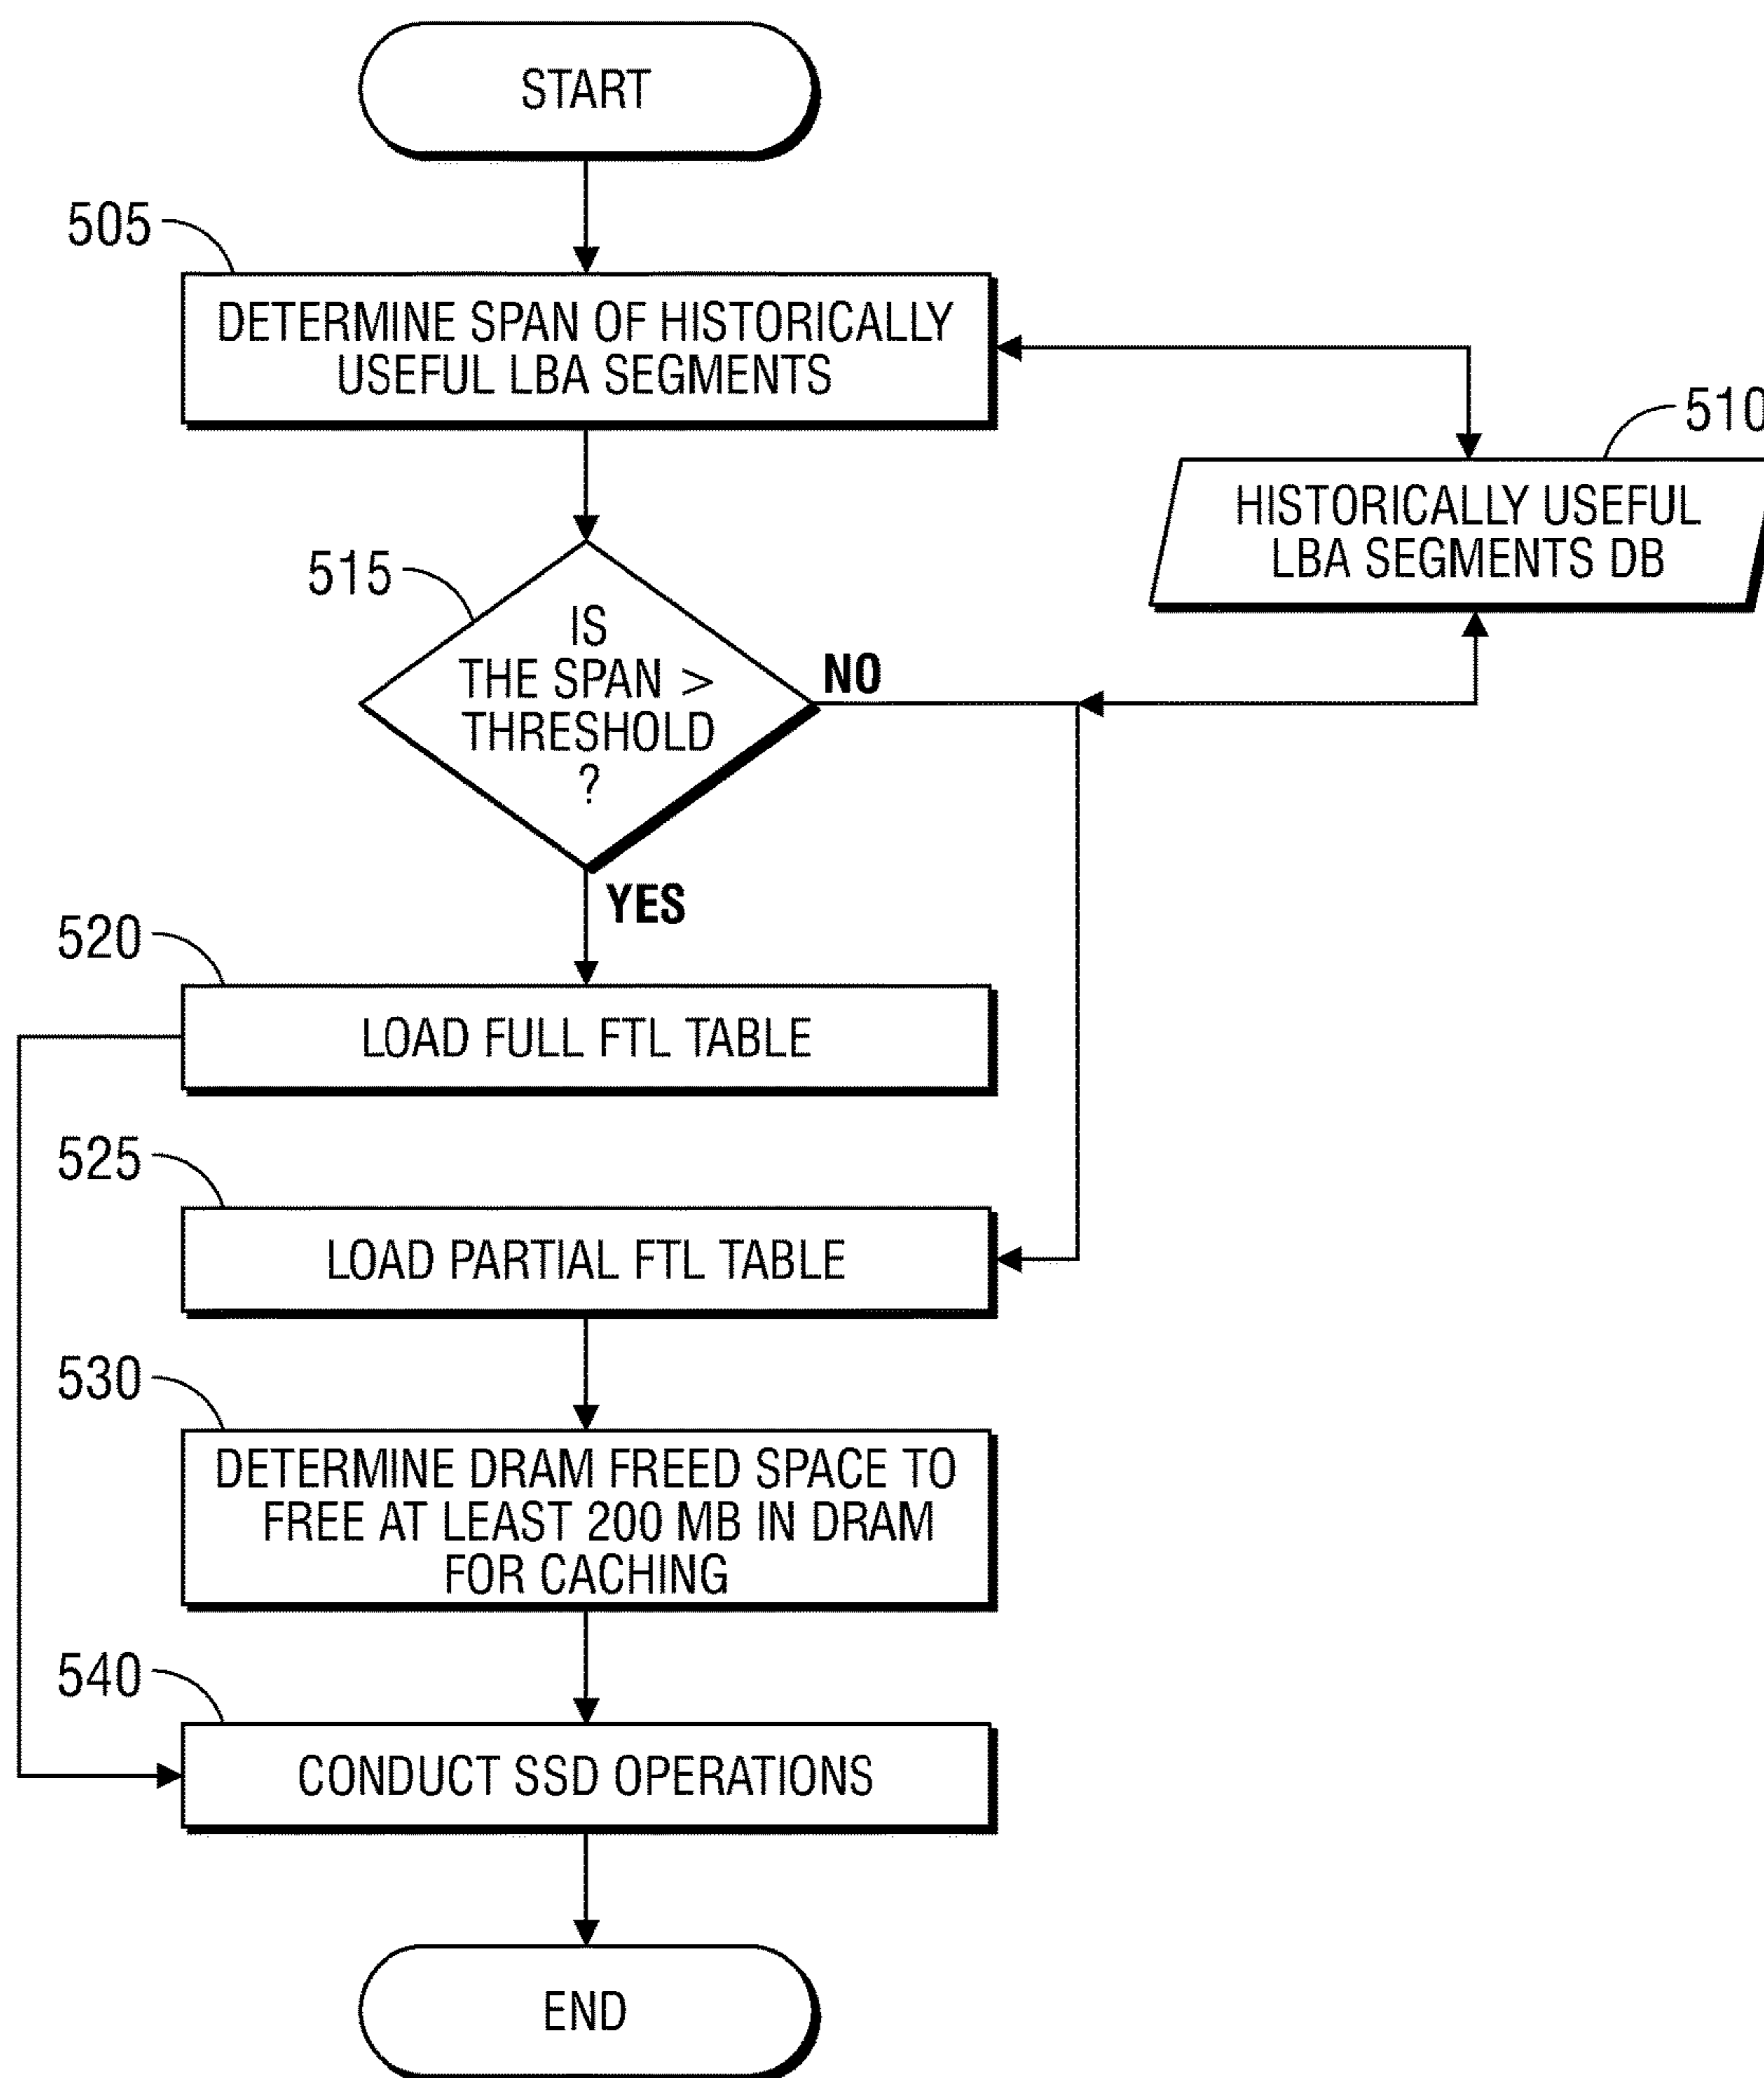 START
505
DETERMINE SPAN OF HISTORICALLY
USEFUL LBA SEGMENTS
510
HISTORICALLY USEFUL
LBA SEGMENTS DB
515
IS
THE SPAN >
THRESHOLD
?
NO
YES
520
LOAD FULL FTL TABLE
525
LOAD PARTIAL FTL TABLE
530
DETERMINE DRAM FREED SPACE TO
FREE AT LEAST 200 MB IN DRAM
FOR CACHING
540
CONDUCT SSD OPERATIONS
END